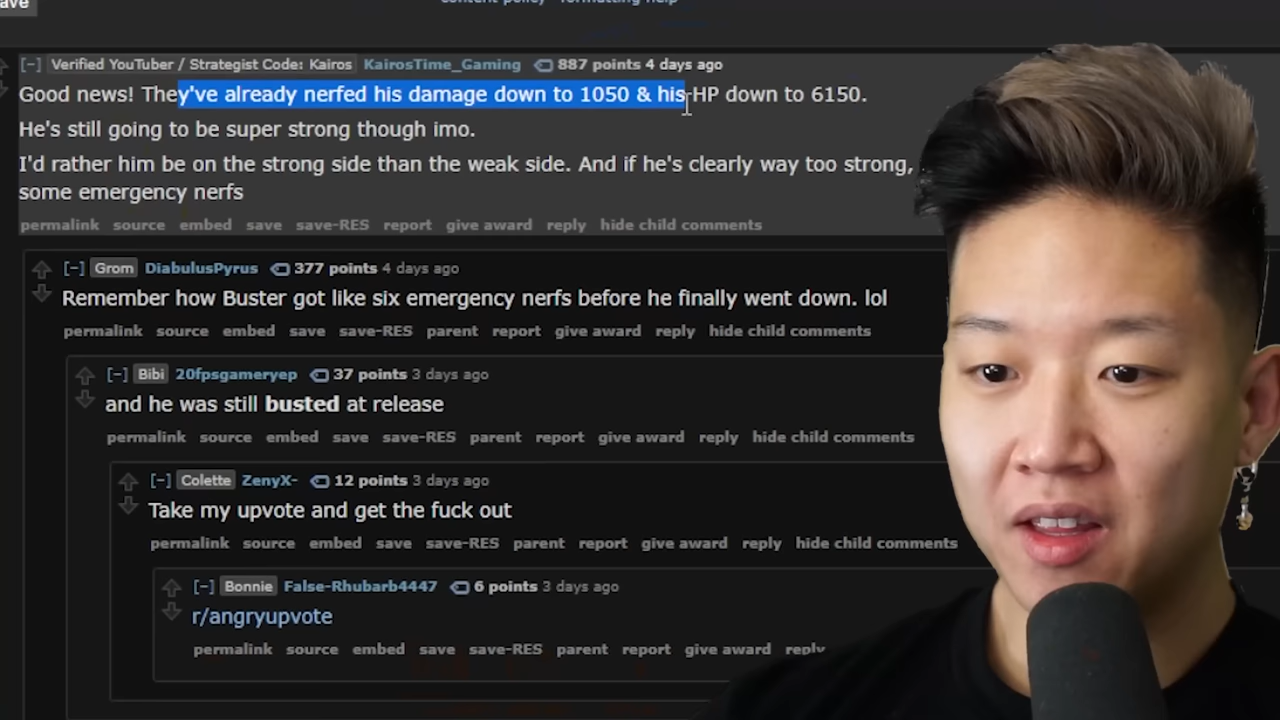 ave
content policy formatting help
[–] Verified YouTuber / Strategist Code: Kairos KairosTime_Gaming 887 points 4 days ago
Good news! They've already nerfed his damage down to 1050 & his HP down to 6150.
He's still going to be super strong though imo.
I'd rather him be on the strong side than the weak side. And if he's clearly way too strong,
some emergency nerfs
permalink source embed save save-RES report give award reply hide child comments
[–] Grom DiabulusPyrus 377 points 4 days ago
Remember how Buster got like six emergency nerfs before he finally went down. lol
permalink source embed save save-RES parent report give award reply hide child comments
[–] Bibi 20fpsgameryep 37 points 3 days ago
and he was still busted at release
permalink source embed save save-RES parent report give award reply hide child comments
[–] Colette ZenyX- 12 points 3 days ago
Take my upvote and get the fuck out
permalink source embed save save-RES parent report give award reply hide child comments
[–] Bonnie False-Rhubarb4447 6 points 3 days ago
r/angryupvote
permalink source embed save save-RES parent report give award reply